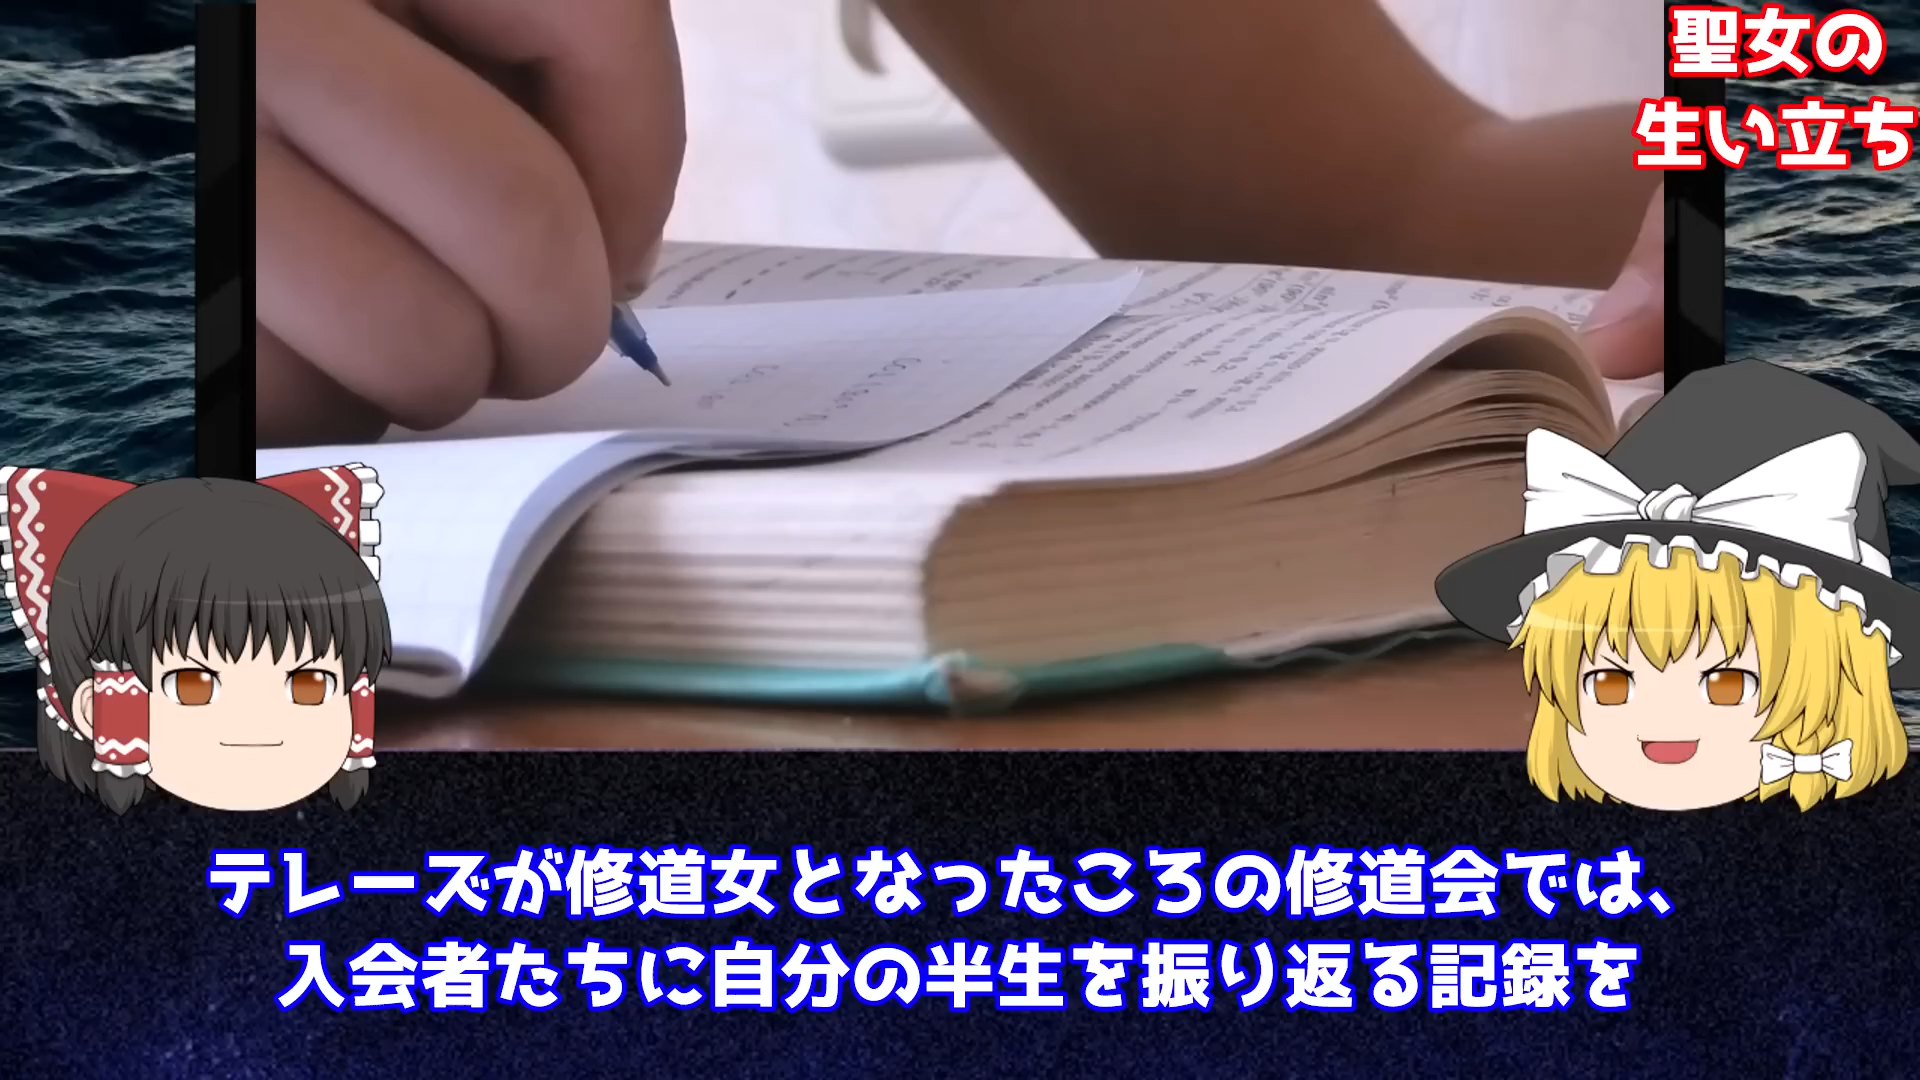 聖女の
生い立ち
テレーズが修道女となったころの修道会では、
入会者たちに自分の半生を振り返る記録を